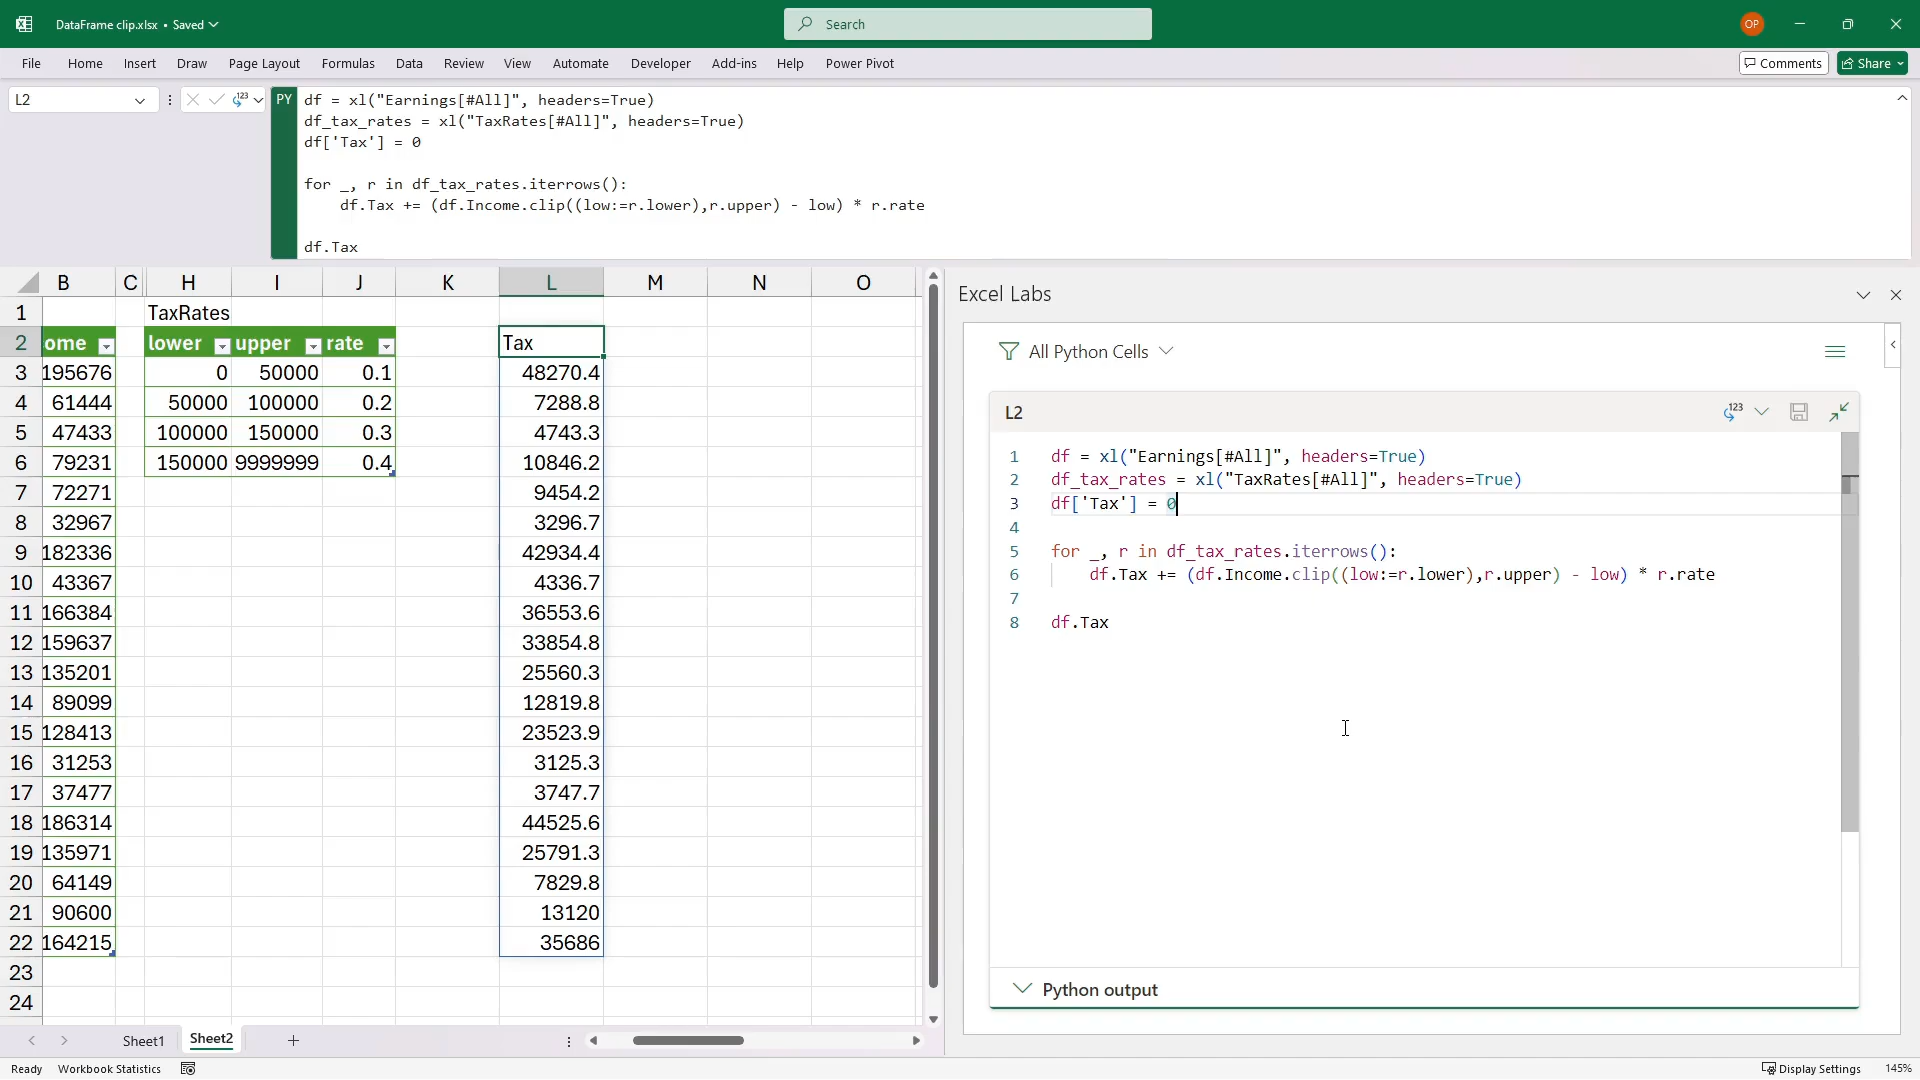 DataFrame clip.xlsx • Saved
Search
OP
File Home Insert Draw Page Layout Formulas Data Review View Automate Developer Add-ins Help Power Pivot
Comments Share
L2
PY
df = xl("Earnings[#All]", headers=True)
df_tax_rates = xl("TaxRates[#All]", headers=True)
df['Tax'] = 0
for _, r in df_tax_rates.iterrows():
df.Tax += (df.Income.clip((low:=r.lower),r.upper) - low) * r.rate
df.Tax
B C H I J K L M N O
1 TaxRates
2 ome lower upper rate Tax
3 195676 0 50000 0.1 48270.4
4 61444 50000 100000 0.2 7288.8
5 47433 100000 150000 0.3 4743.3
6 79231 150000 9999999 0.4 10846.2
7 72271 9454.2
8 32967 3296.7
9 182336 42934.4
10 43367 4336.7
11 166384 36553.6
12 159637 33854.8
13 135201 25560.3
14 89099 12819.8
15 128413 23523.9
16 31253 3125.3
17 37477 3747.7
18 186314 44525.6
19 135971 25791.3
20 64149 7829.8
21 90600 13120
22 164215 35686
23
24
Excel Labs
All Python Cells
L2
123
1 df = xl("Earnings[#All]", headers=True)
2 df_tax_rates = xl("TaxRates[#All]", headers=True)
3 df['Tax'] = 0
4
5 for _, r in df_tax_rates.iterrows():
6 df.Tax += (df.Income.clip((low:=r.lower),r.upper) - low) * r.rate
7
8 df.Tax
Python output
Sheet1 Sheet2
Ready Workbook Statistics
Display Settings 145%